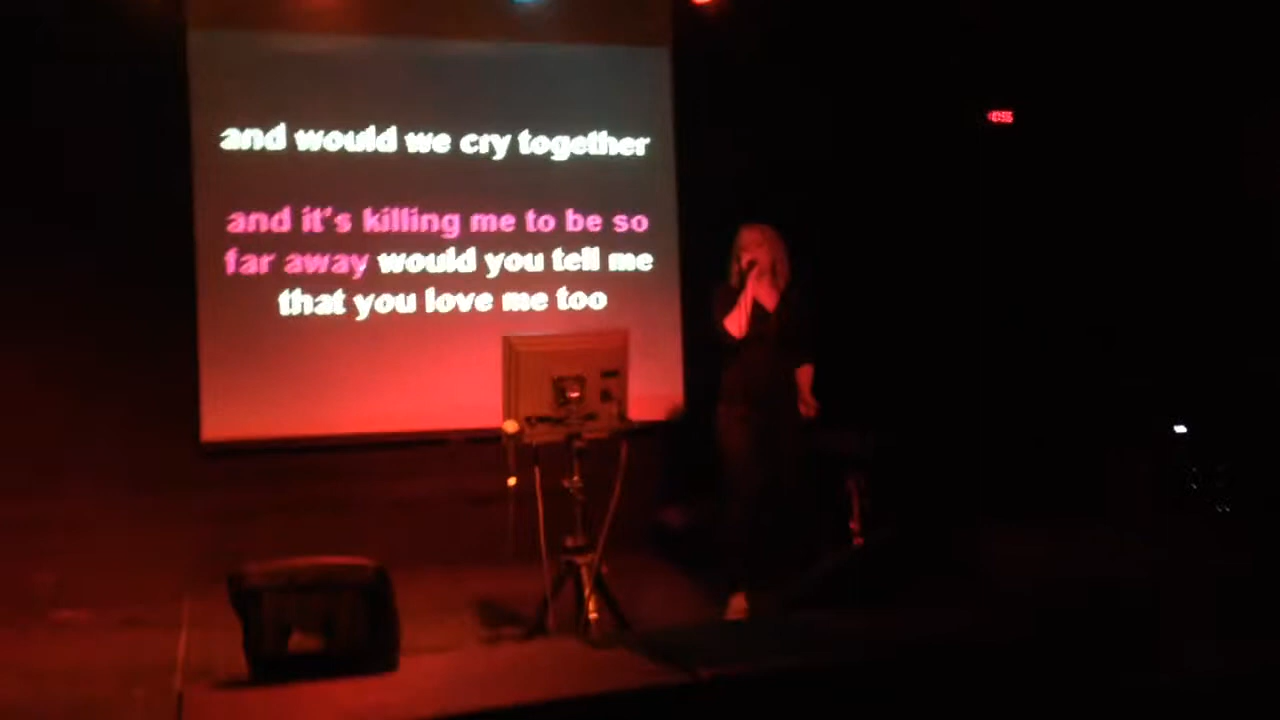 and would we cry together
and it's killing me to be so
far away would you tell me
that you love me too